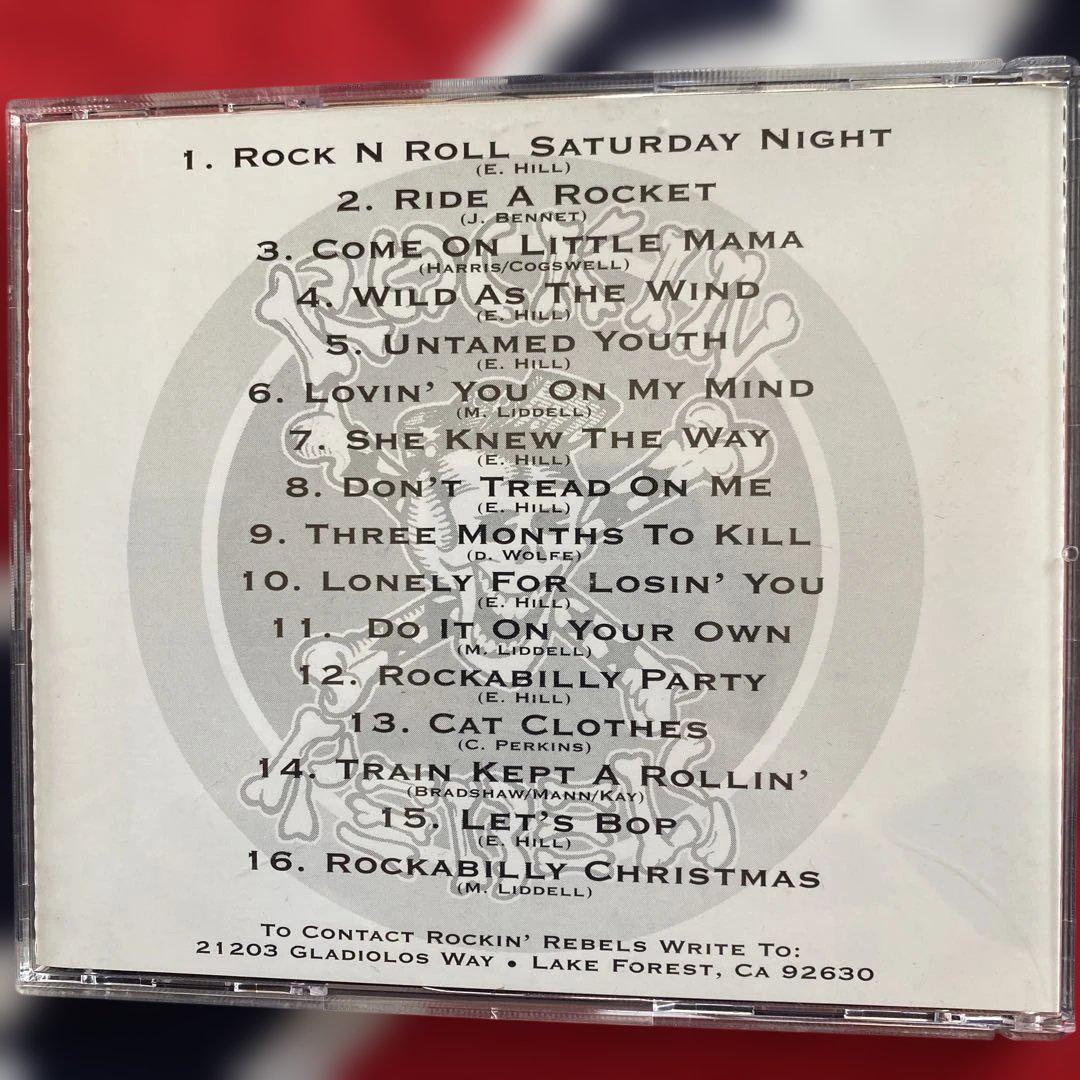 1. Rock N Roll Saturday Night
(E. Hill)
2. Ride A Rocket
(J. Bennet)
3. Come On Little Mama
(Harris/Cogswell)
4. Wild As The Wind
(E. Hill)
5. Untamed Youth
(E. Hill)
6. Lovin' You On My Mind
(M. Liddell)
7. She Knew The Way
(E. Hill)
8. Don't Tread On Me
(E. Hill)
9. Three Months To Kill
(D. Wolfe)
10. Lonely For Losin' You
(E. Hill)
11. Do It On Your Own
(M. Liddell)
12. Rockabilly Party
(E. Hill)
13. Cat Clothes
(C. Perkins)
14. Train Kept A Rollin'
(Bradshaw/Mann/Kay)
15. Let's Bop
(E. Hill)
16. Rockabilly Christmas
(M. Liddell)
To Contact Rockin' Rebels Write To:
21203 Gladiolos Way • Lake Forest, Ca 92630